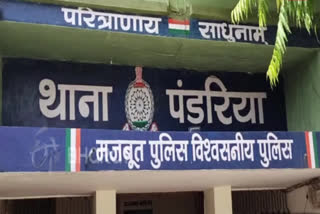 परित्राणाय साधुनाम्
थाना पंडरिया
मजबूत पुलिस विश्वसनीय पुलिस